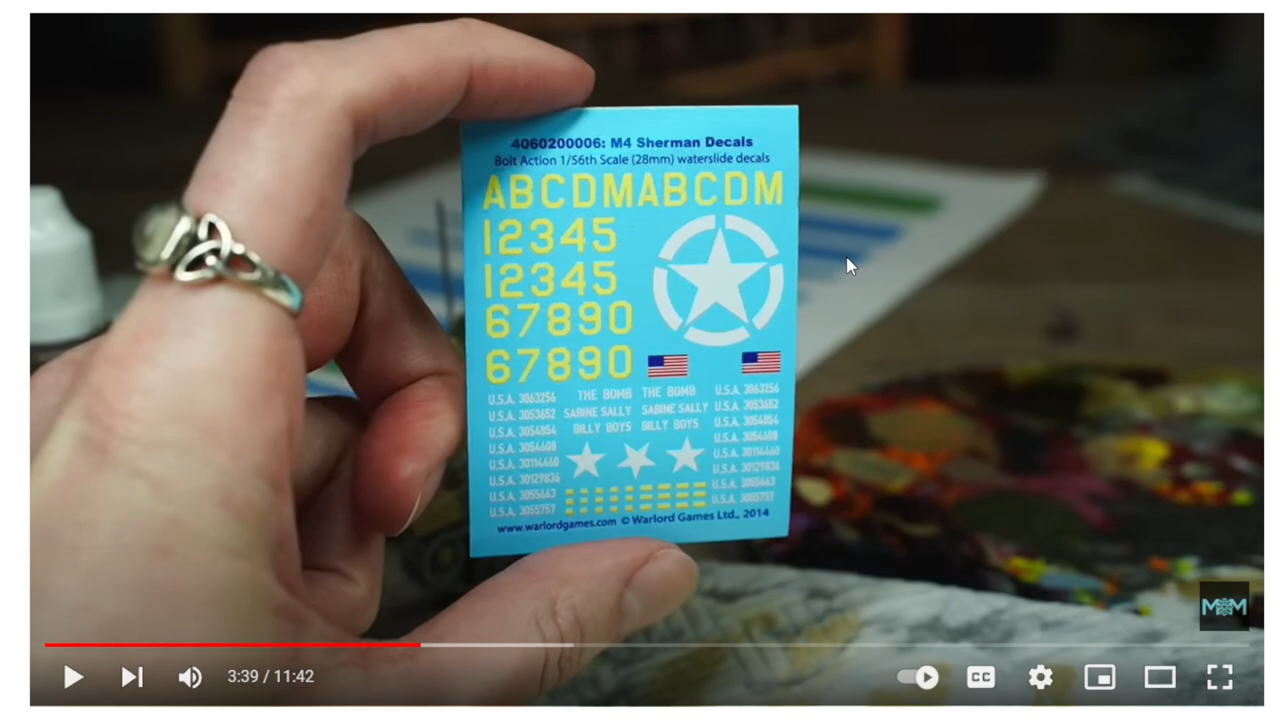 4060200006: M4 Sherman Decals
Bolt Action 1/56th Scale (28mm) waterslide decals
ABCDMABCDM
12345
12345
67890
67890
U.S.A. 3063256 THE BOMB THE BOMB U.S.A. 3063256
U.S.A. 3053652 SABINE SALLY SABINE SALLY U.S.A. 3053652
U.S.A. 3054854 BILLY BOYS BILLY BOYS U.S.A. 3054854
U.S.A. 3054608 U.S.A. 3054608
U.S.A. 30114460 U.S.A. 30114460
U.S.A. 30129836 U.S.A. 30129836
U.S.A. 3055663 U.S.A. 3055663
U.S.A. 3055757 U.S.A. 3055757
www.warlordgames.com © Warlord Games Ltd., 2014
MM
3:39 / 11:42
CC